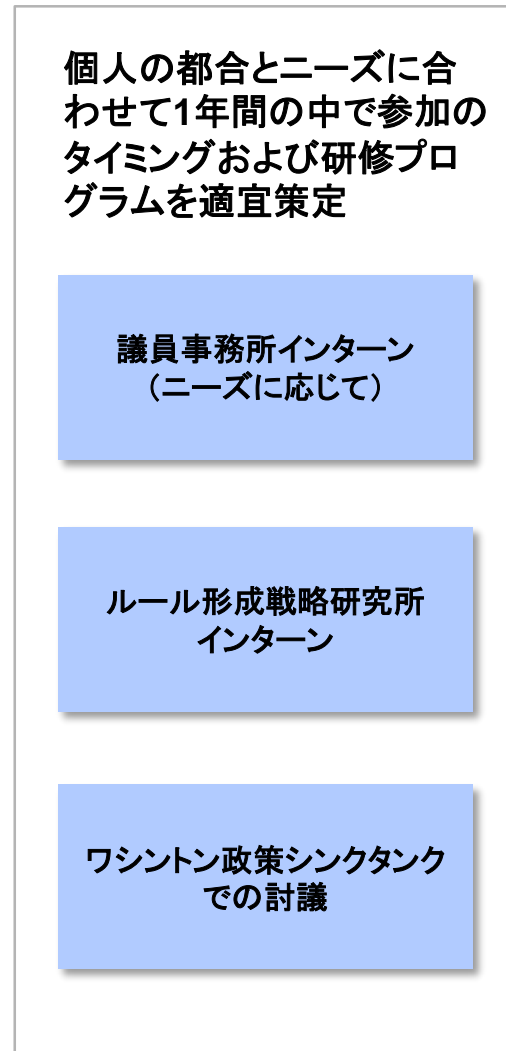 個人の都合とニーズに合
わせて1年間の中で参加の
タイミングおよび研修プロ
グラムを適宜策定
議員事務所インターン
（ニーズに応じて）
ルール形成戦略研究所
インターン
ワシントン政策シンクタンク
での討議